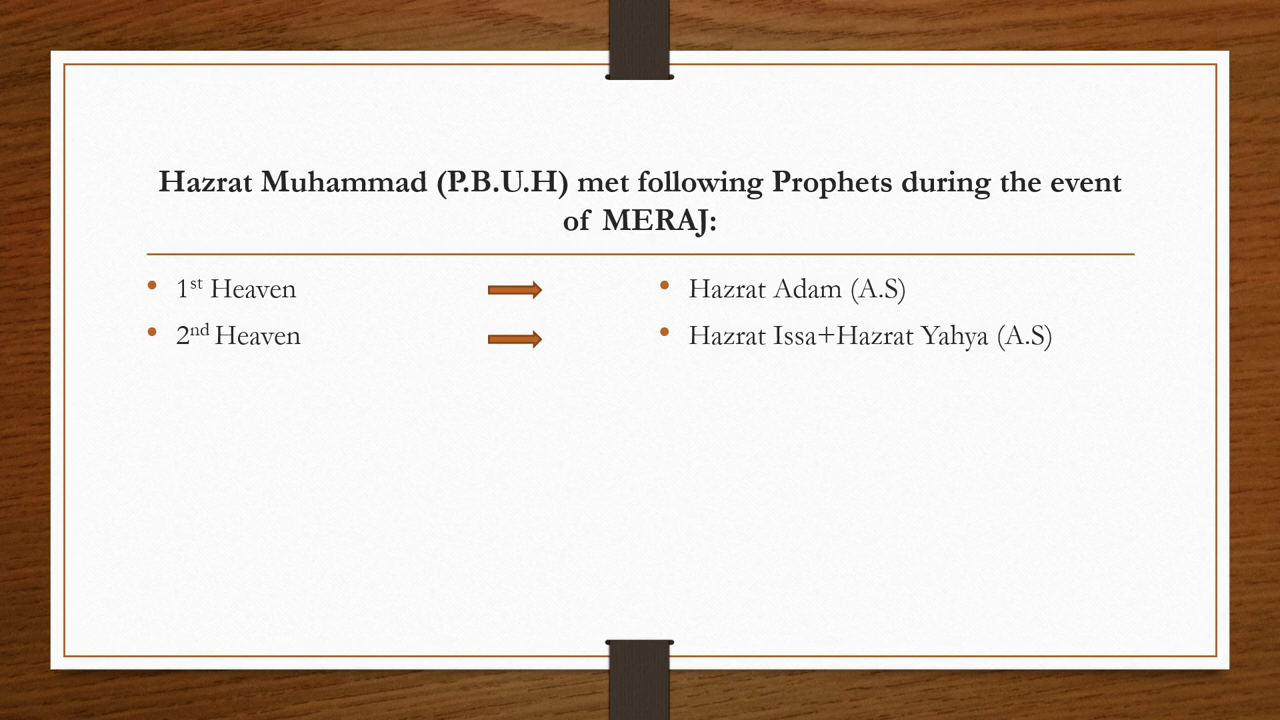 Hazrat Muhammad (P.B.U.H) met following Prophets during the event
of MERAJ:
• 1st Heaven
• Hazrat Adam (A.S)
• 2nd Heaven
• Hazrat Issa+Hazrat Yahya (A.S)